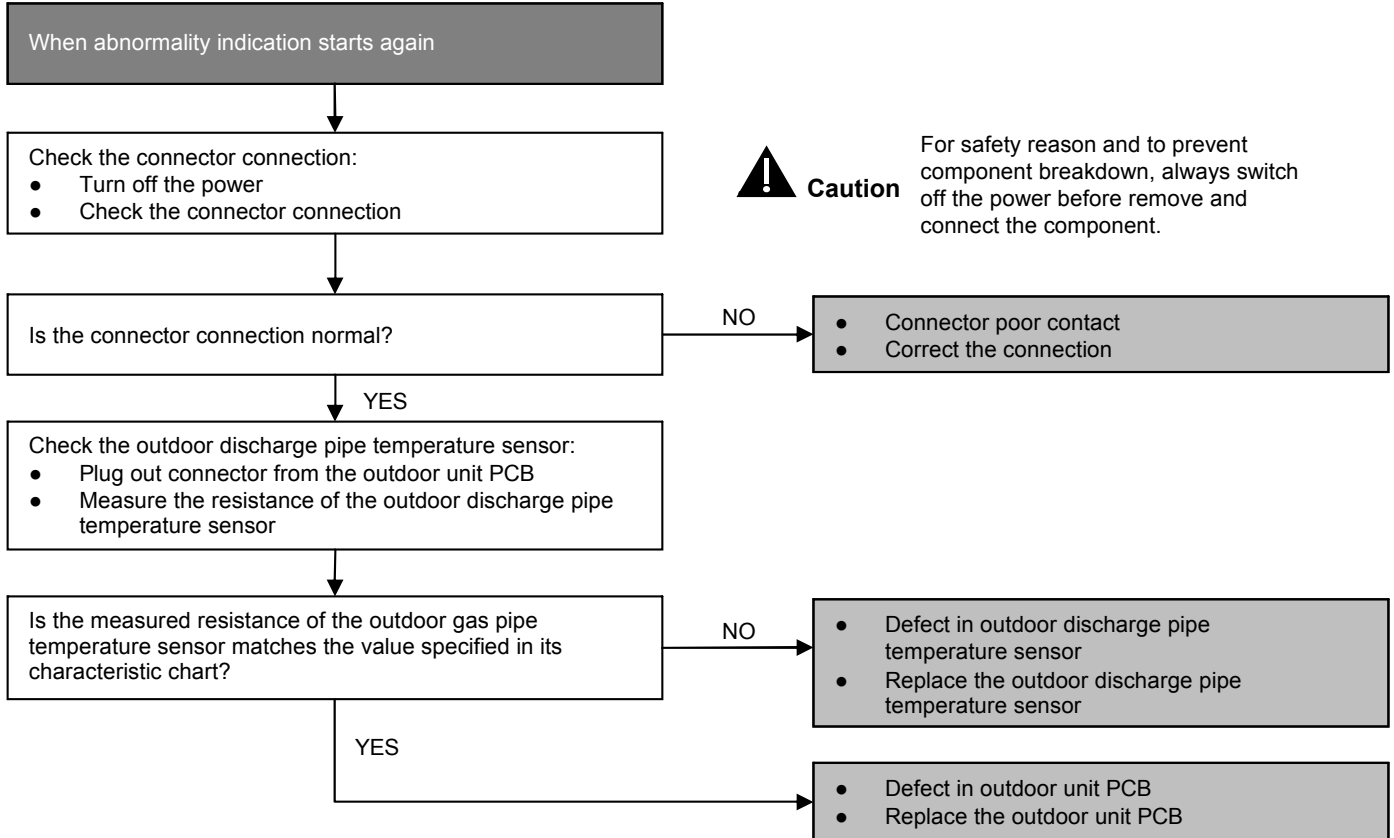 When abnormality indication starts again
Check the connector connection:
● Turn off the power
● Check the connector connection
Caution
For safety reason and to prevent
component breakdown, always switch
off the power before remove and
connect the component.
Is the connector connection normal?
NO
● Connector poor contact
● Correct the connection
YES
Check the outdoor discharge pipe temperature sensor:
● Plug out connector from the outdoor unit PCB
● Measure the resistance of the outdoor discharge pipe
temperature sensor
Is the measured resistance of the outdoor gas pipe
temperature sensor matches the value specified in its
characteristic chart?
NO
● Defect in outdoor discharge pipe
temperature sensor
● Replace the outdoor discharge pipe
temperature sensor
YES
● Defect in outdoor unit PCB
● Replace the outdoor unit PCB